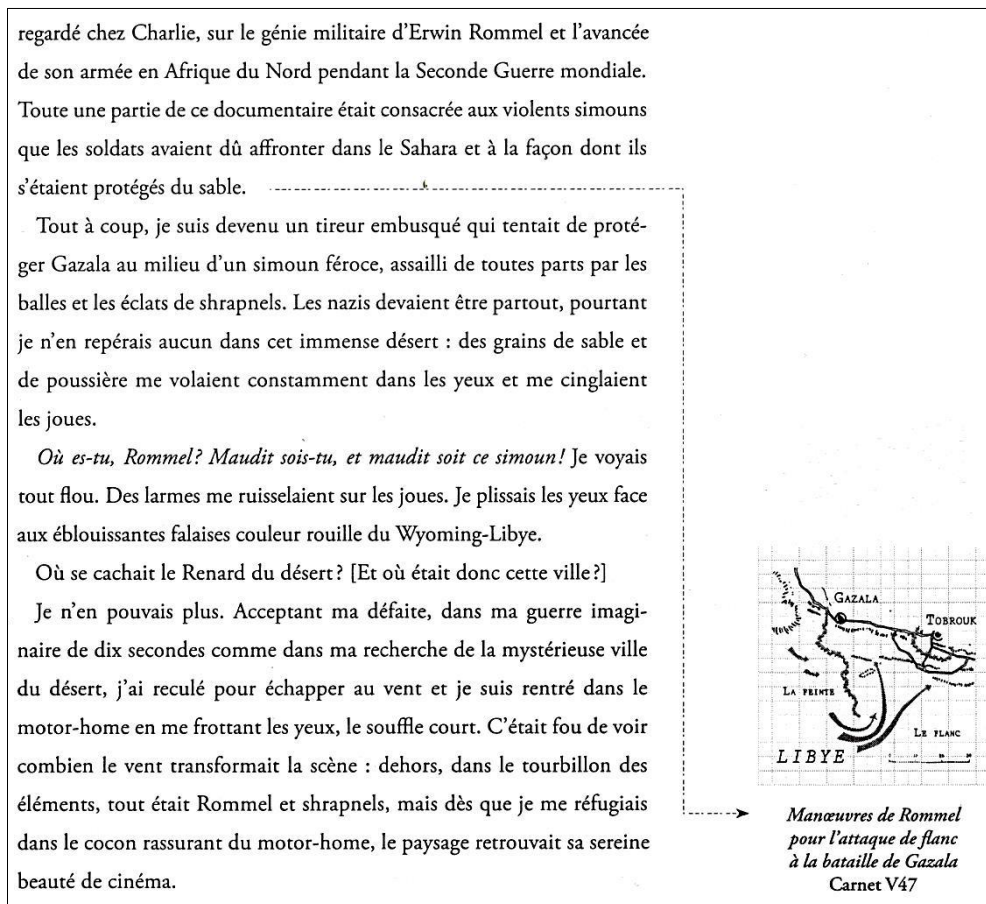 regardé chez Charlie, sur le génie militaire d'Erwin Rommel et l'avancée
de son armée en Afrique du Nord pendant la Seconde Guerre mondiale.
Toute une partie de ce documentaire était consacrée aux violents simouns
que les soldats avaient dû affronter dans le Sahara et à la façon dont ils
s'étaient protégés du sable.
Tout à coup, je suis devenu un tireur embusqué qui tentait de proté-
ger Gazala au milieu d'un simoun féroce, assailli de toutes parts par les
balles et les éclats de shrapnels. Les nazis devaient être partout, pourtant
je n'en repérais aucun dans cet immense désert : des grains de sable et
de poussière me volaient constamment dans les yeux et me cinglaient
les joues.
Où es-tu, Rommel? Maudit sois-tu, et maudit soit ce simoun! Je voyais
tout flou. Des larmes me ruisselaient sur les joues. Je plissais les yeux face
aux éblouissantes falaises couleur rouille du Wyoming-Libye.
Où se cachait le Renard du désert? [Et où était donc cette ville?]
Je n'en pouvais plus. Acceptant ma défaite, dans ma guerre imagi-
naire de dix secondes comme dans ma recherche de la mystérieuse ville
du désert, j'ai reculé pour échapper au vent et je suis rentré dans le
motor-home en me frottant les yeux, le souffle court. C'était fou de voir
combien le vent transformait la scène : dehors, dans le tourbillon des
éléments, tout était Rommel et shrapnels, mais dès que je me réfugiais
dans le cocon rassurant du motor-home, le paysage retrouvait sa sereine
beauté de cinéma.
GAZALA
TOBROUK
LA FEINTE
LE FLANC
LIBYE
Manœuvres de Rommel
pour l'attaque de flanc
à la bataille de Gazala
Carnet V47